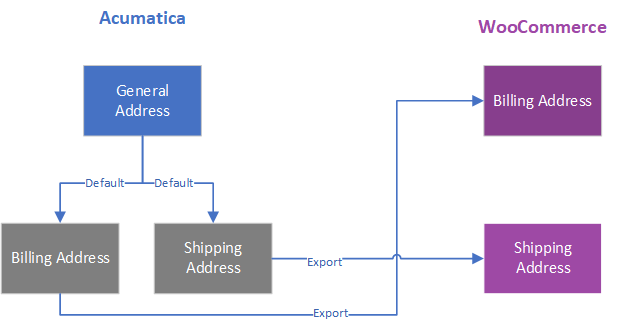 Acumatica
WooCommerce
General
Address
Billing Address
Default
Default
Billing Address
Shipping
Address
Export
Shipping
Address
Export